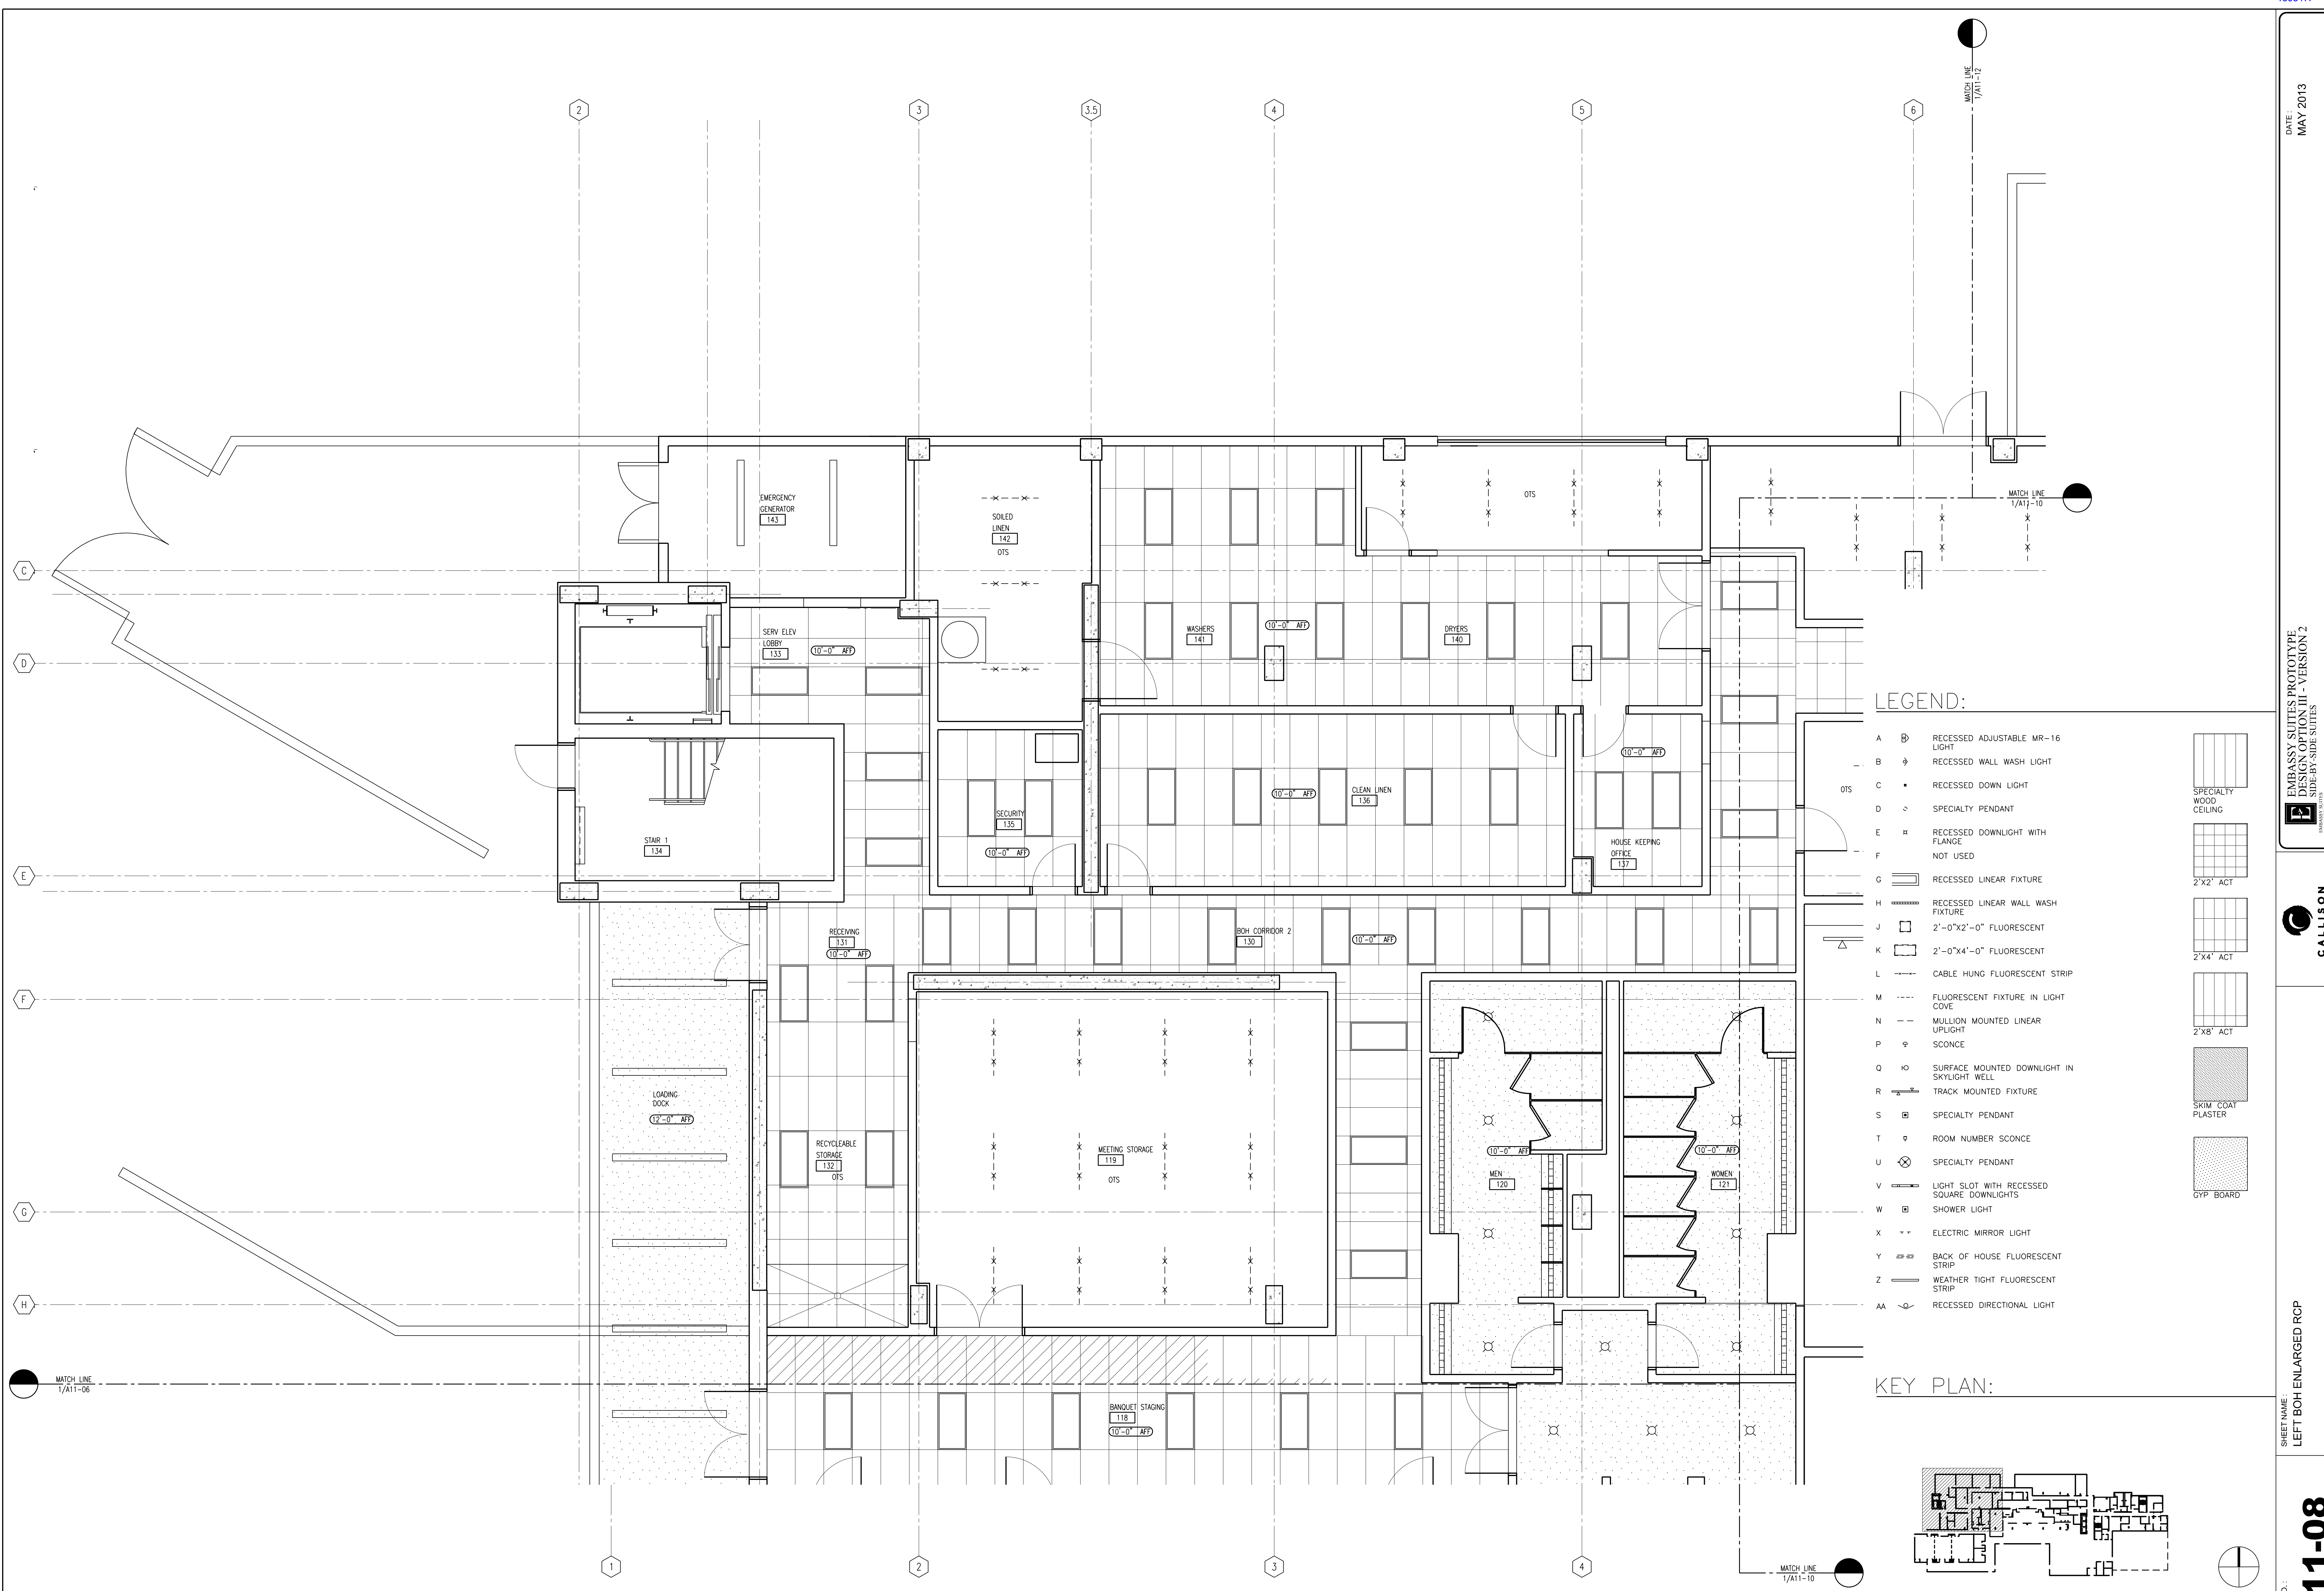 MATCH LINE
1/A11-12
2
3
3.5
4
5
6
MATCH LINE
1/A11-10
EMERGENCY
GENERATOR
143
SOILED
LINEN
142
OTS
OTS
C
D
E
F
G
H
SERV ELEV
LOBBY
133
10'-0" AFF
WASHERS
141
10'-0" AFF
DRYERS
140
10'-0" AFF
CLEAN LINEN
136
10'-0" AFF
SECURITY
135
10'-0" AFF
HOUSE KEEPING
OFFICE
137
OTS
STAIR 1
134
RECEIVING
131
10'-0" AFF
BOH CORRIDOR 2
130
10'-0" AFF
LOADING
DOCK
12'-0" AFF
RECYCLEABLE
STORAGE
132
OTS
MEETING STORAGE
119
OTS
10'-0" AFF
MEN
120
10'-0" AFF
WOMEN
121
MATCH LINE
1/A11-06
BANQUET STAGING
118
10'-0" AFF
1
2
3
4
MATCH LINE
1/A11-10
LEGEND:
A RECESSED ADJUSTABLE MR-16
LIGHT
B RECESSED WALL WASH LIGHT
C RECESSED DOWN LIGHT
D SPECIALTY PENDANT
E RECESSED DOWNLIGHT WITH
FLANGE
F NOT USED
G RECESSED LINEAR FIXTURE
H RECESSED LINEAR WALL WASH
FIXTURE
J 2'-0"X2'-0" FLUORESCENT
K 2'-0"X4'-0" FLUORESCENT
L CABLE HUNG FLUORESCENT STRIP
M FLUORESCENT FIXTURE IN LIGHT
COVE
N MULLION MOUNTED LINEAR
UPLIGHT
P SCONCE
Q SURFACE MOUNTED DOWNLIGHT IN
SKYLIGHT WELL
R TRACK MOUNTED FIXTURE
S SPECIALTY PENDANT
T ROOM NUMBER SCONCE
U SPECIALTY PENDANT
V LIGHT SLOT WITH RECESSED
SQUARE DOWNLIGHTS
W SHOWER LIGHT
X ELECTRIC MIRROR LIGHT
Y BACK OF HOUSE FLUORESCENT
STRIP
Z WEATHER TIGHT FLUORESCENT
STRIP
AA RECESSED DIRECTIONAL LIGHT
SPECIALTY
WOOD
CEILING
2'X2' ACT
2'X4' ACT
2'X8' ACT
SKIM COAT
PLASTER
GYP BOARD
KEY PLAN:
DATE :
MAY 2013
EMBASSY SUITES PROTOTYPE
DESIGN OPTION III - VERSION 2
SIDE-BY-SIDE SUITES
E
EMBASSY SUITES
CALLISON
SHEET NAME :
LEFT BOH ENLARGED RCP
11-08